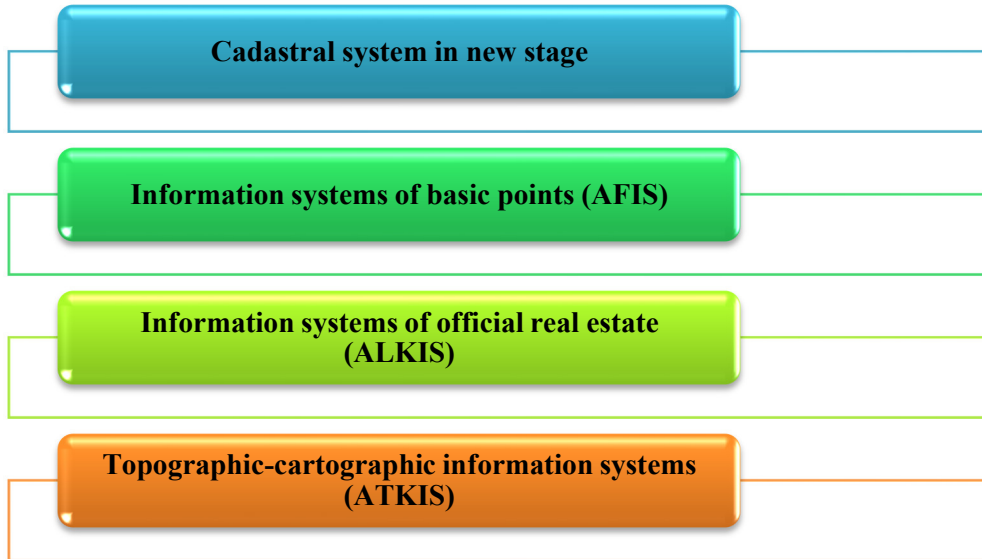 Cadastral system in new stage
Information systems of basic points (AFIS)
Information systems of official real estate
(ALKIS)
Topographic-cartographic information systems
(ATKIS)